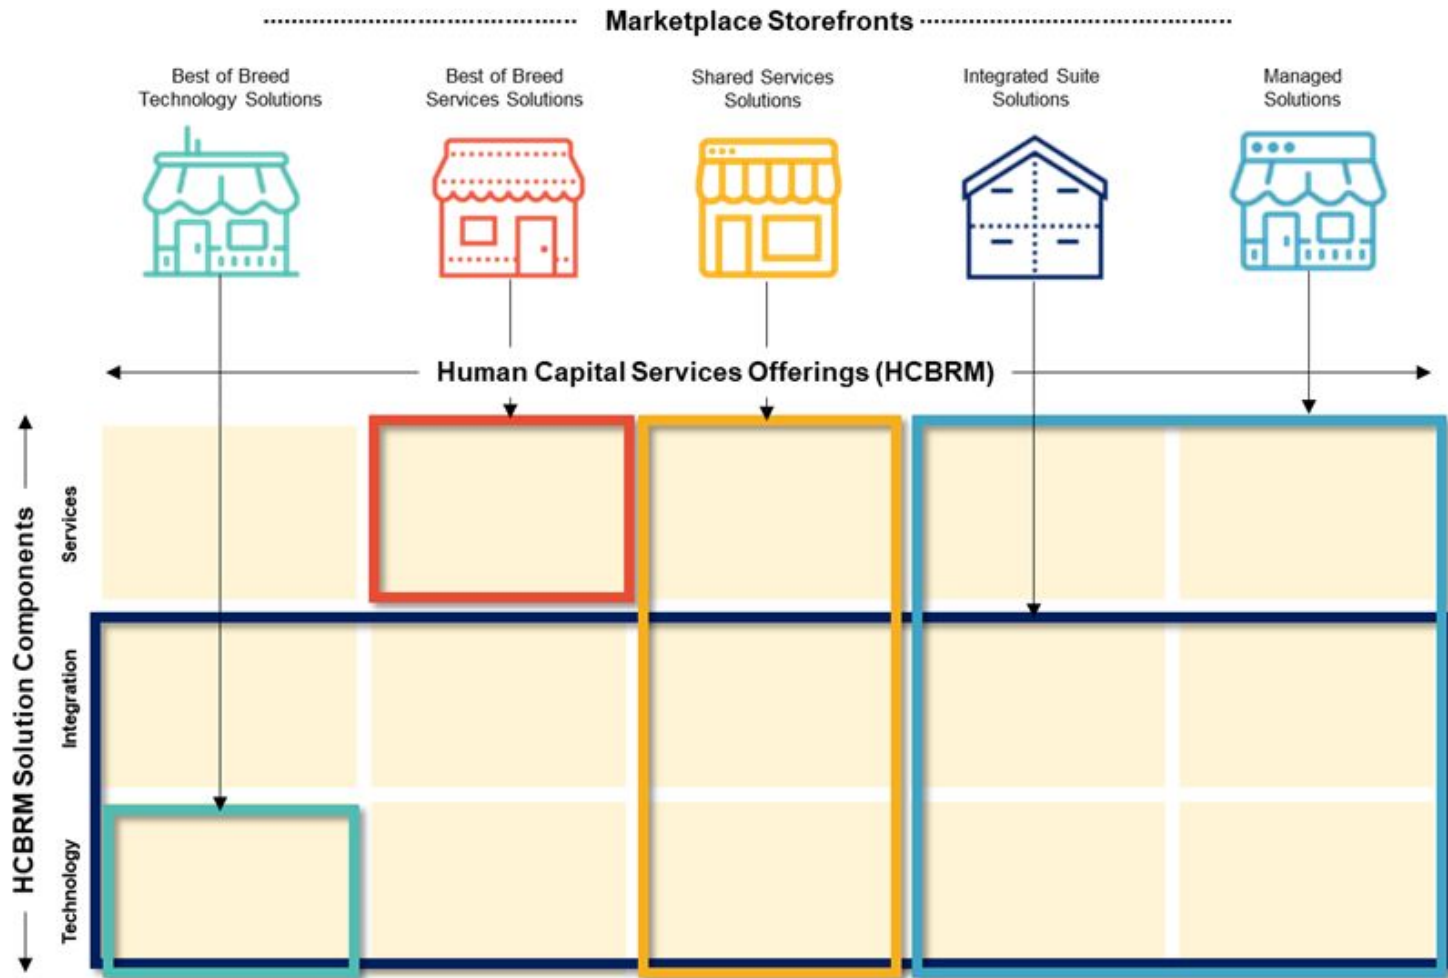 Marketplace Storefronts
Best of Breed
Technology Solutions
Best of Breed
Services Solutions
Shared Services
Solutions
Integrated Suite
Solutions
Managed
Solutions
Human Capital Services Offerings (HCBRM)
HCBRM Solution Components
Services
Integration
Technology